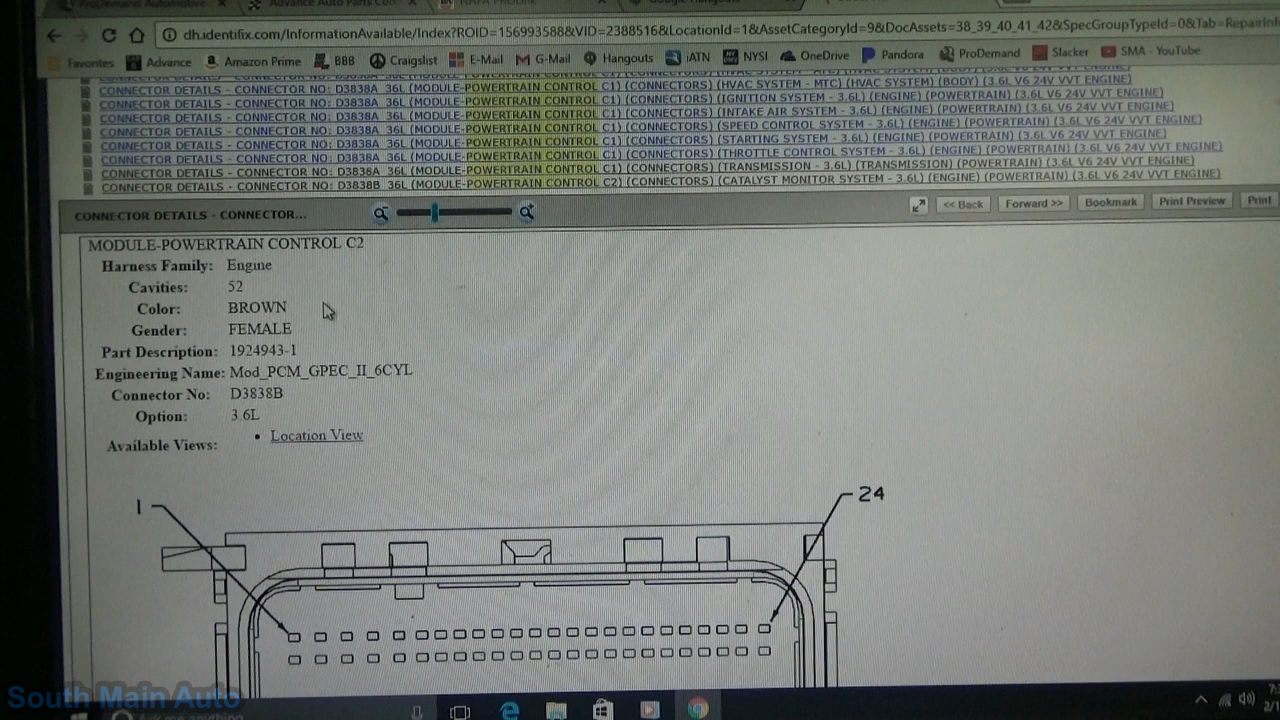 ProDemand Automotive
Advance Auto Parts Com
dh.identifix.com/InformationAvailable/Index?ROID=156993588&VID=2388516&LocationId=1&AssetCategoryId=9&DocAssets=38_39_40_41_42&SpecGroupTypeId=0&Tab=RepairInfo
Favorites Advance Amazon Prime BBB Craigslist E-Mail G-Mail Hangouts iATN NYSI OneDrive Pandora ProDemand Slacker SMA - YouTube
CONNECTOR DETAILS - CONNECTOR NO: D3838A 36L (MODULE-POWERTRAIN CONTROL C1) (CONNECTORS) (HVAC SYSTEM - MTC) (HVAC SYSTEM) (BODY) (3.6L V6 24V VVT ENGINE)
CONNECTOR DETAILS - CONNECTOR NO: D3838A 36L (MODULE-POWERTRAIN CONTROL C1) (CONNECTORS) (IGNITION SYSTEM - 3.6L) (ENGINE) (POWERTRAIN) (3.6L V6 24V VVT ENGINE)
CONNECTOR DETAILS - CONNECTOR NO: D3838A 36L (MODULE-POWERTRAIN CONTROL C1) (CONNECTORS) (INTAKE AIR SYSTEM - 3.6L) (ENGINE) (POWERTRAIN) (3.6L V6 24V VVT ENGINE)
CONNECTOR DETAILS - CONNECTOR NO: D3838A 36L (MODULE-POWERTRAIN CONTROL C1) (CONNECTORS) (SPEED CONTROL SYSTEM - 3.6L) (ENGINE) (POWERTRAIN) (3.6L V6 24V VVT ENGINE)
CONNECTOR DETAILS - CONNECTOR NO: D3838A 36L (MODULE-POWERTRAIN CONTROL C1) (CONNECTORS) (STARTING SYSTEM - 3.6L) (ENGINE) (POWERTRAIN) (3.6L V6 24V VVT ENGINE)
CONNECTOR DETAILS - CONNECTOR NO: D3838A 36L (MODULE-POWERTRAIN CONTROL C1) (CONNECTORS) (THROTTLE CONTROL SYSTEM - 3.6L) (ENGINE) (POWERTRAIN) (3.6L V6 24V VVT ENGINE)
CONNECTOR DETAILS - CONNECTOR NO: D3838A 36L (MODULE-POWERTRAIN CONTROL C1) (CONNECTORS) (TRANSMISSION - 3.6L) (TRANSMISSION) (POWERTRAIN) (3.6L V6 24V VVT ENGINE)
CONNECTOR DETAILS - CONNECTOR NO: D3838B 36L (MODULE-POWERTRAIN CONTROL C2) (CONNECTORS) (CATALYST MONITOR SYSTEM - 3.6L) (ENGINE) (POWERTRAIN) (3.6L V6 24V VVT ENGINE)
CONNECTOR DETAILS - CONNECTOR... << Back Forward >> Bookmark Print Preview Print
MODULE-POWERTRAIN CONTROL C2
Harness Family: Engine
Cavities: 52
Color: BROWN
Gender: FEMALE
Part Description: 1924943-1
Engineering Name: Mod_PCM_GPEC_II_6CYL
Connector No: D3838B
Option: 3.6L
Available Views: • Location View
1 24
South Main Auto